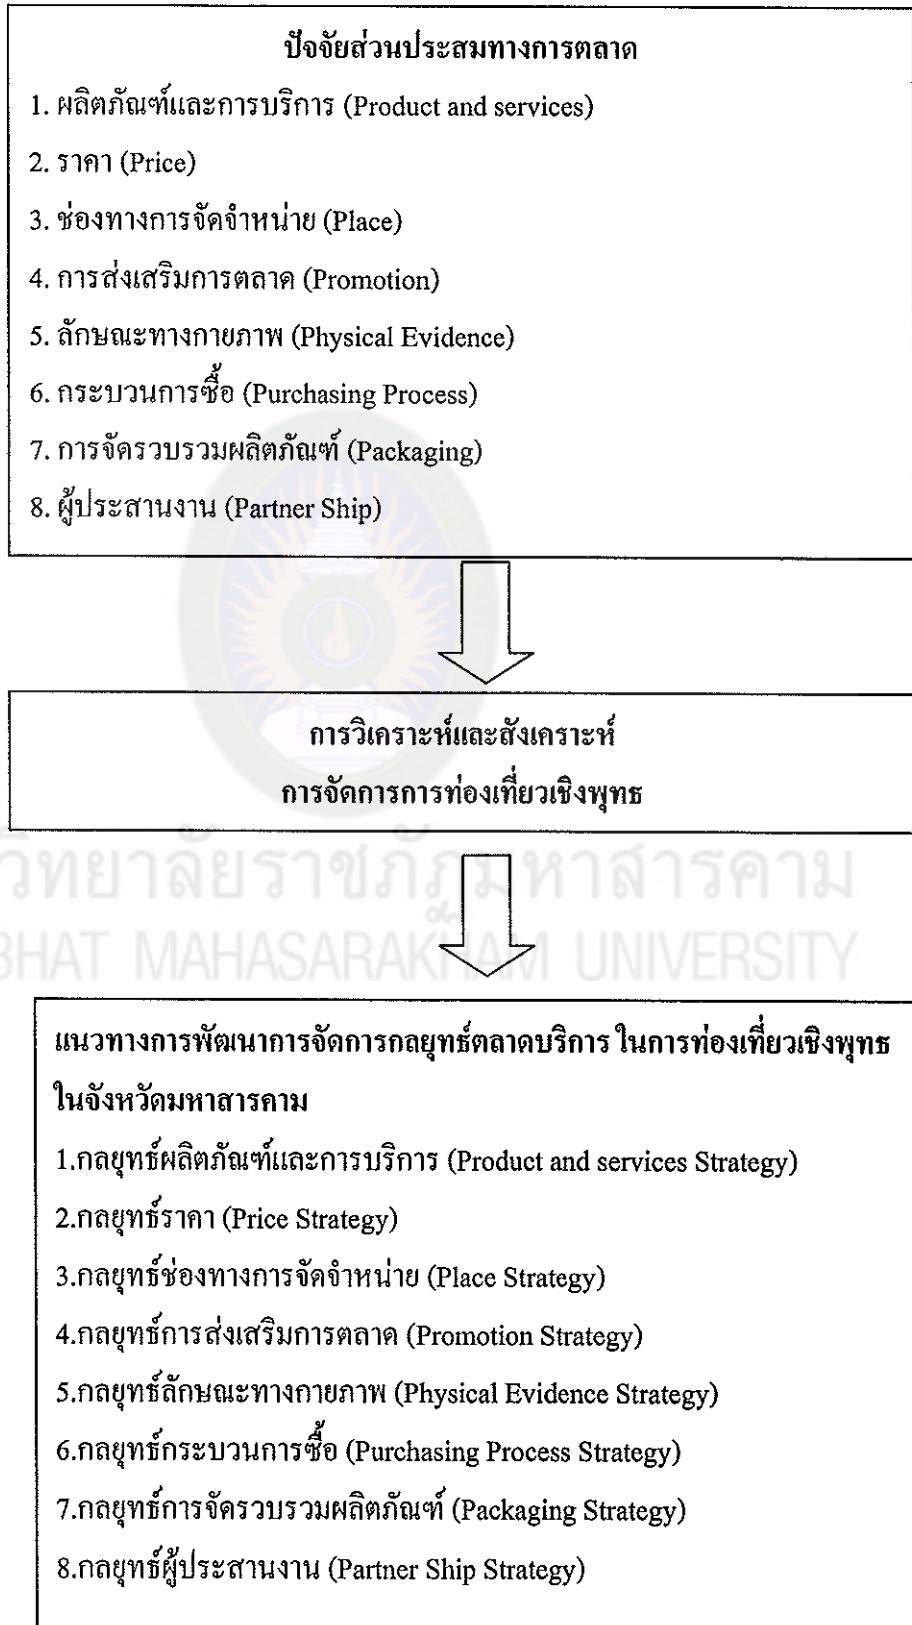 ปัจจัยส่วนประสมทางการตลาด
1. ผลิตภัณฑ์และการบริการ (Product and services)
2. ราคา (Price)
3. ช่องทางการจัดจำหน่าย (Place)
4. การส่งเสริมการตลาด (Promotion)
5. ลักษณะทางกายภาพ (Physical Evidence)
6. กระบวนการซื้อ (Purchasing Process)
7. การจัดรวบรวมผลิตภัณฑ์ (Packaging)
8. ผู้ประสานงาน (Partner Ship)
การวิเคราะห์และสังเคราะห์
การจัดการการท่องเที่ยวเชิงพุทธ
วิทยาลัยราชภัฏมหาสารคาม
BHAT MAHASARAKHAM UNIVERSITY
แนวทางการพัฒนาการจัดการกลยุทธ์ตลาดบริการ ในการท่องเที่ยวเชิงพุทธ
ในจังหวัดมหาสารคาม
1.กลยุทธ์ผลิตภัณฑ์และการบริการ (Product and services Strategy)
2.กลยุทธ์ราคา (Price Strategy)
3.กลยุทธ์ช่องทางการจัดจำหน่าย (Place Strategy)
4.กลยุทธ์การส่งเสริมการตลาด (Promotion Strategy)
5.กลยุทธ์ลักษณะทางกายภาพ (Physical Evidence Strategy)
6.กลยุทธ์กระบวนการซื้อ (Purchasing Process Strategy)
7.กลยุทธ์การจัดรวบรวมผลิตภัณฑ์ (Packaging Strategy)
8.กลยุทธ์ผู้ประสานงาน (Partner Ship Strategy)